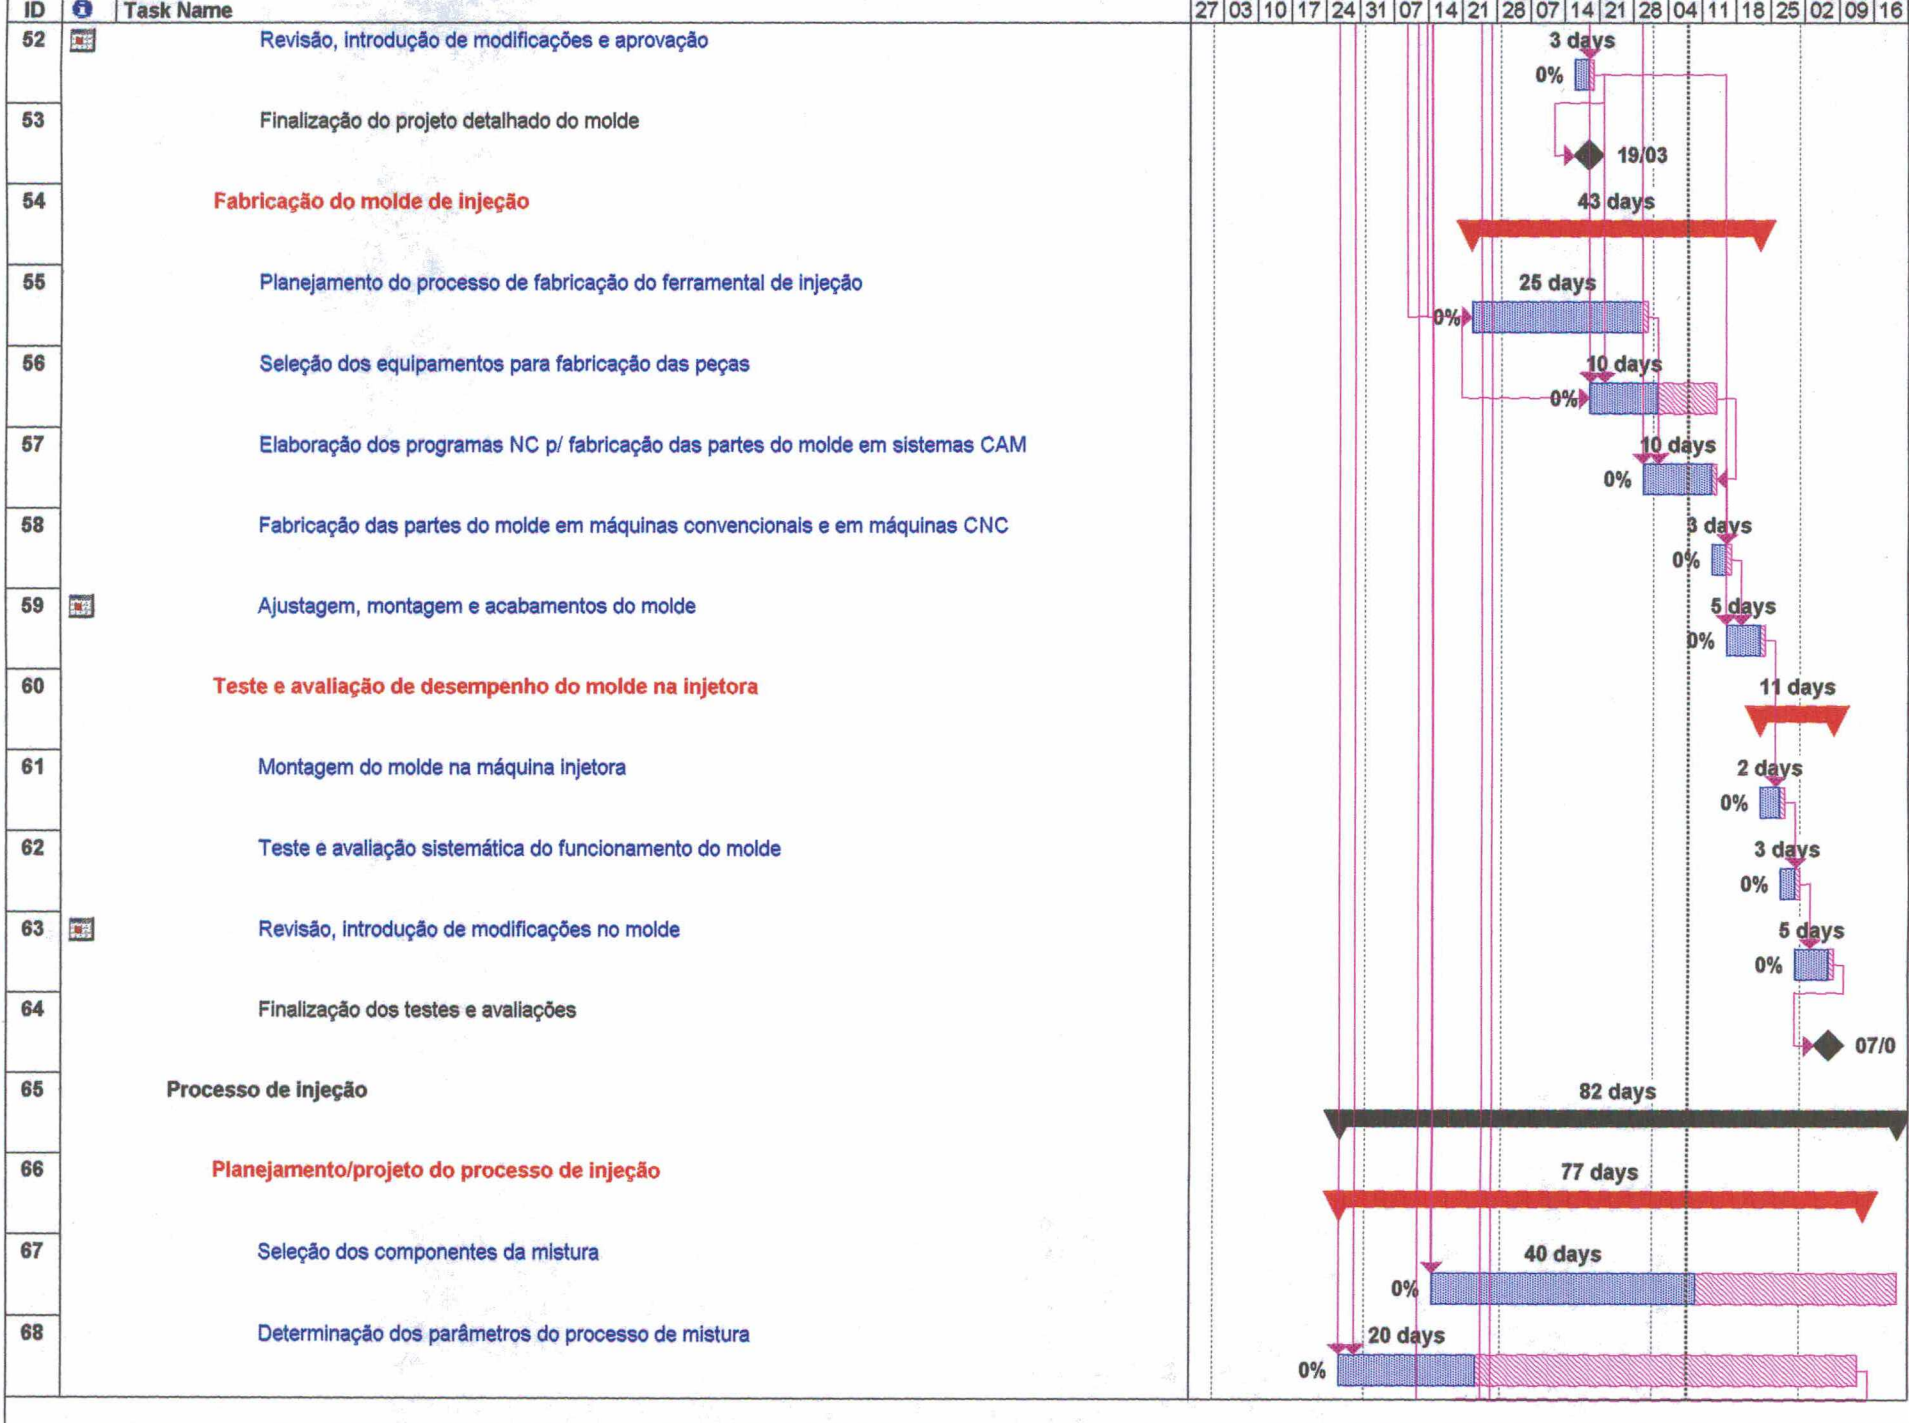 ID Task Name 27 03 10 17 24 31 07 14 21 28 07 14 21 28 04 11 18 25 02 09 16
52 Revisão, introdução de modificações e aprovação 3 days
0%
53 Finalização do projeto detalhado do molde
19/03
54 Fabricação do molde de injeção 43 days
55 Planejamento do processo de fabricação do ferramental de injeção 25 days
0%
56 Seleção dos equipamentos para fabricação das peças 10 days
0%
57 Elaboração dos programas NC p/ fabricação das partes do molde em sistemas CAM 10 days
0%
58 Fabricação das partes do molde em máquinas convencionais e em máquinas CNC 3 days
0%
59 Ajustagem, montagem e acabamentos do molde 5 days
0%
60 Teste e avaliação de desempenho do molde na injetora 11 days
61 Montagem do molde na máquina injetora 2 days
0%
62 Teste e avaliação sistemática do funcionamento do molde 3 days
0%
63 Revisão, introdução de modificações no molde 5 days
0%
64 Finalização dos testes e avaliações
07/0
65 Processo de injeção 82 days
66 Planejamento/projeto do processo de injeção 77 days
67 Seleção dos componentes da mistura 40 days
0%
68 Determinação dos parâmetros do processo de mistura 20 days
0%